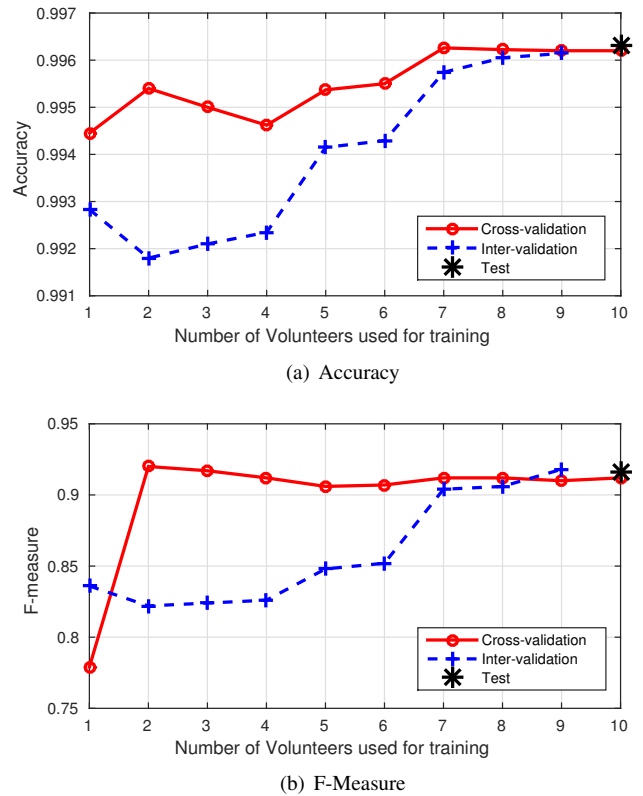 0.997
0.996
0.995
0.994
0.993
0.992
0.991
Accuracy
Cross-validation
Inter-validation
Test
1 2 3 4 5 6 7 8 9 10
Number of Volunteers used for training
(a) Accuracy
0.95
0.9
0.85
0.8
0.75
F-measure
Cross-validation
Inter-validation
Test
1 2 3 4 5 6 7 8 9 10
Number of Volunteers used for training
(b) F-Measure